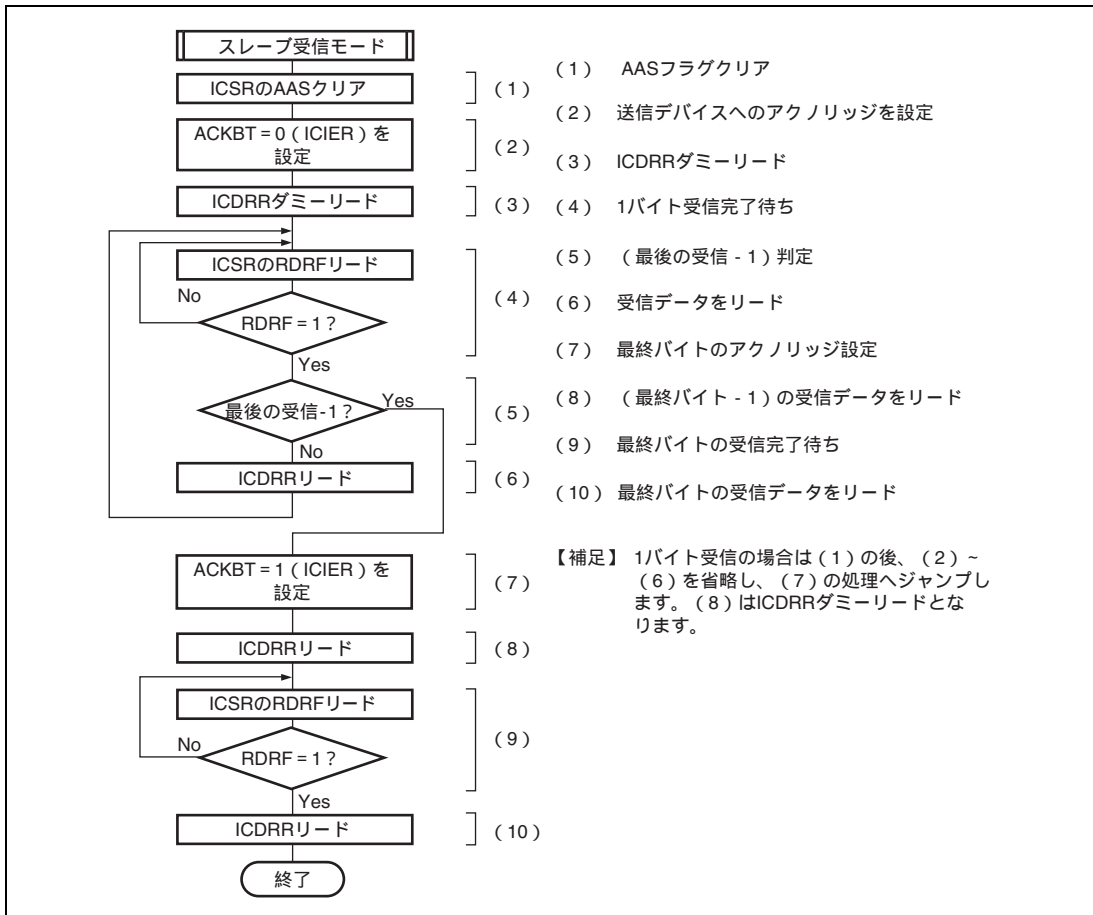 スレーブ受信モード
ICSRのAASクリア
(1)
ACKBT = 0(ICIER)を
設定
(2)
ICDRRダミーリード
(3)
ICSRのRDRFリード
No
RDRF = 1?
(4)
Yes
最後の受信-1?
Yes
(5)
No
ICDRRリード
(6)
ACKBT = 1(ICIER)を
設定
(7)
ICDRRリード
(8)
ICSRのRDRFリード
No
RDRF = 1?
(9)
Yes
ICDRRリード
(10)
終了
(1) AASフラグクリア
(2) 送信デバイスへのアクノリッジを設定
(3) ICDRRダミーリード
(4) 1バイト受信完了待ち
(5) (最後の受信 - 1)判定
(6) 受信データをリード
(7) 最終バイトのアクノリッジ設定
(8) (最終バイト - 1)の受信データをリード
(9) 最終バイトの受信完了待ち
(10) 最終バイトの受信データをリード
【補足】 1バイト受信の場合は(1)の後、(2)~
(6)を省略し、(7)の処理へジャンプし
ます。(8)はICDRRダミーリードとな
ります。